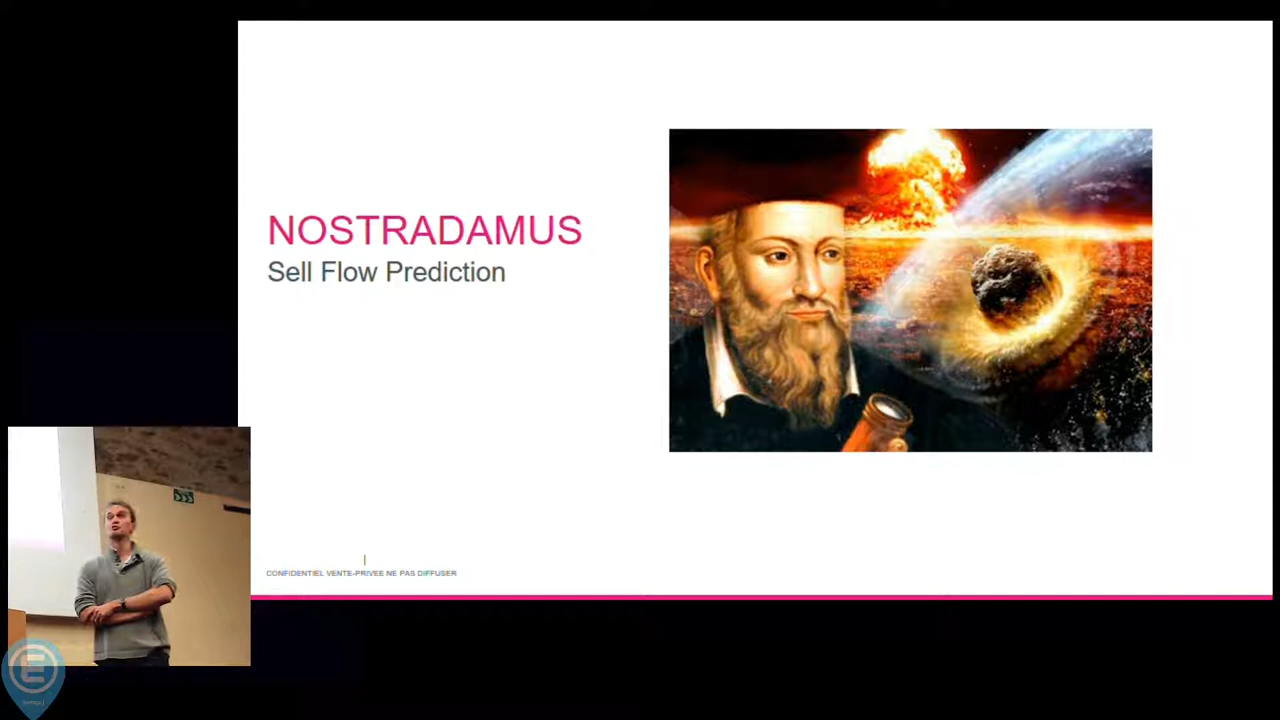 NOSTRADAMUS
Sell Flow Prediction
CONFIDENTIEL VENTE-PRIVEE NE PAS DIFFUSER